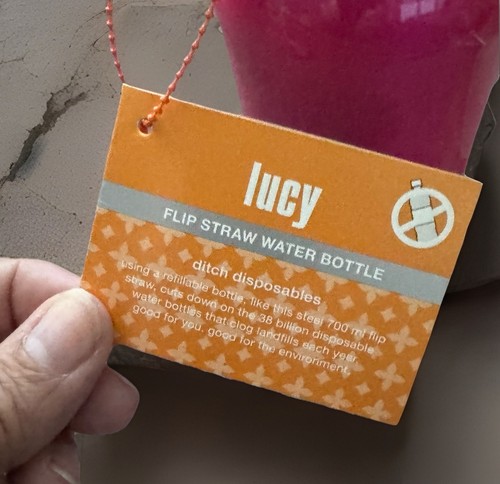 lucy
FLIP STRAW WATER BOTTLE
ditch disposables
using a refillable bottle, like this steel 700 ml flip
straw, cuts down on the 38 billion disposable
water bottles that clog landfills each year.
good for you. good for the environment.